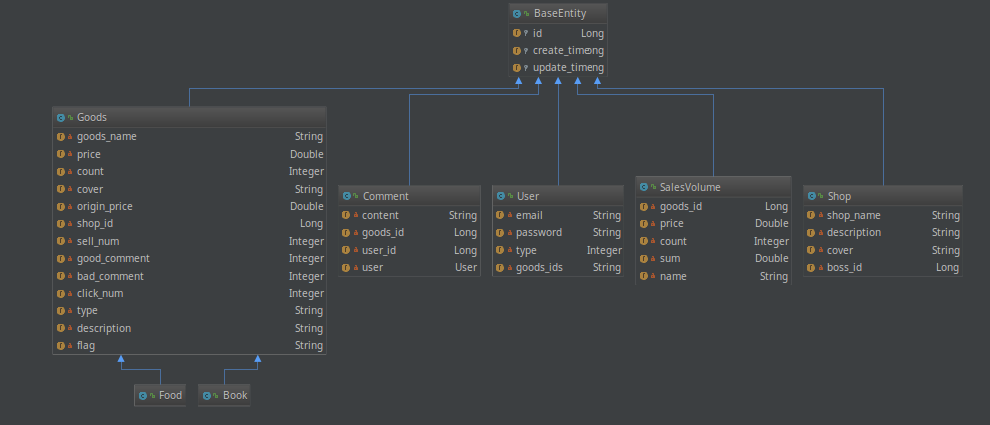 BaseEntity
id Long
create_time ng
update_time ng
Goods
goods_name String
price Double
count Integer
cover String
origin_price Double
shop_id Long
sell_num Integer
good_comment Integer
bad_comment Integer
click_num Integer
type String
description String
flag String
Comment
content String
goods_id Long
user_id Long
user User
User
email String
password String
type Integer
goods_ids String
SalesVolume
goods_id Long
price Double
count Integer
sum Double
name String
Shop
shop_name String
description String
cover String
boss_id Long
Food
Book